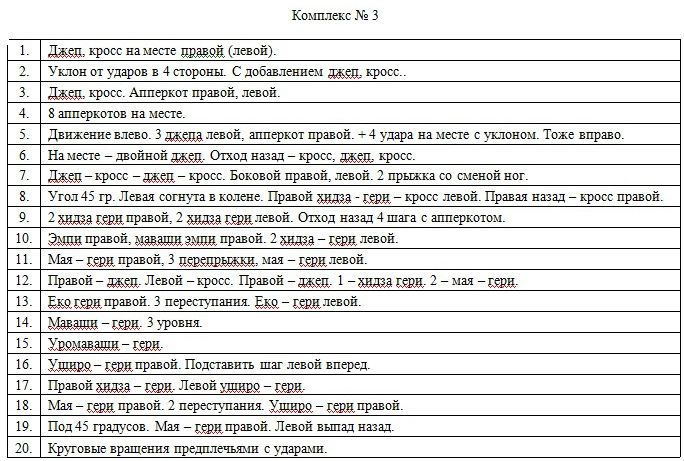 Комплекс № 3
1. Джеп, кросс на месте правой (левой).
2. Уклон от ударов в 4 стороны. С добавлением джеп, кросс..
3. Джеп, кросс. Апперкот правой, левой.
4. 8 апперкотов на месте.
5. Движение влево. 3 джепа левой, апперкот правой. + 4 удара на месте с уклоном. Тоже вправо.
6. На месте – двойной джеп. Отход назад – кросс, джеп, кросс.
7. Джеп – кросс – джеп – кросс. Боковой правой, левой. 2 прыжка со сменой ног.
8. Угол 45 гр. Левая согнута в колене. Правой хидза - гери – кросс левой. Правая назад – кросс правой.
9. 2 хидза гери правой, 2 хидза гери левой. Отход назад 4 шага с апперкотом.
10. Эмпи правой, маваши эмпи правой. 2 хидза – гери левой.
11. Мая – гери правой, 3 перепрыжки, мая – гери левой.
12. Правой – джеп. Левой – кросс. Правой – джеп. 1 – хидза гери. 2 – мая – гери.
13. Еко гери правой. 3 переступания. Еко – гери левой.
14. Маваши – гери. 3 уровня.
15. Уромаваши – гери.
16. Уширо – гери правой. Подставить шаг левой вперед.
17. Правой хидза – гери. Левой уширо – гери.
18. Мая – гери правой. 2 переступания. Уширо – гери правой.
19. Под 45 градусов. Мая – гери правой. Левой выпад назад.
20. Круговые вращения предплечьями с ударами.